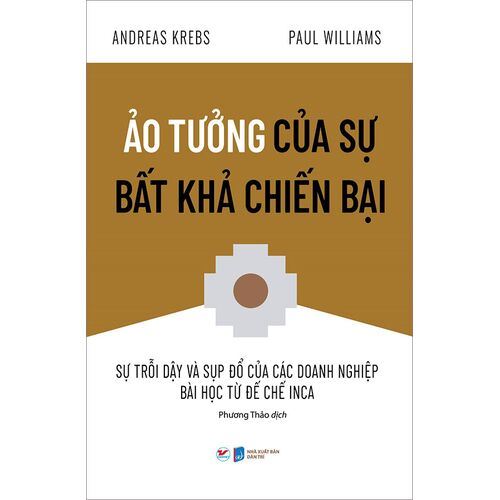 ANDREAS KREBS PAUL WILLIAMS
ẢO TƯỞNG CỦA SỰ
BẤT KHẢ CHIẾN BẠI
SỰ TRỖI DẬY VÀ SỤP ĐỔ CỦA CÁC DOANH NGHIỆP
BÀI HỌC TỪ ĐẾ CHẾ INCA
Phương Thảo dịch
NHÀ XUẤT BẢN
DÂN TRÍ